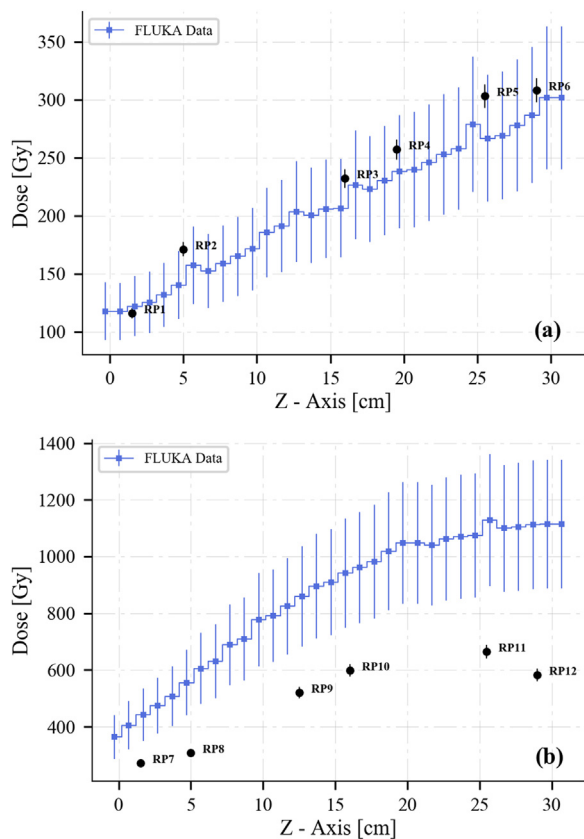 FLUKA Data
350
300
250
200
150
100
Dose [Gy]
RP1
RP2
RP3
RP4
RP5
RP6
(a)
0 5 10 15 20 25 30
Z - Axis [cm]
FLUKA Data
1400
1200
1000
800
600
400
Dose [Gy]
RP7
RP8
RP9
RP10
RP11
RP12
(b)
0 5 10 15 20 25 30
Z - Axis [cm]